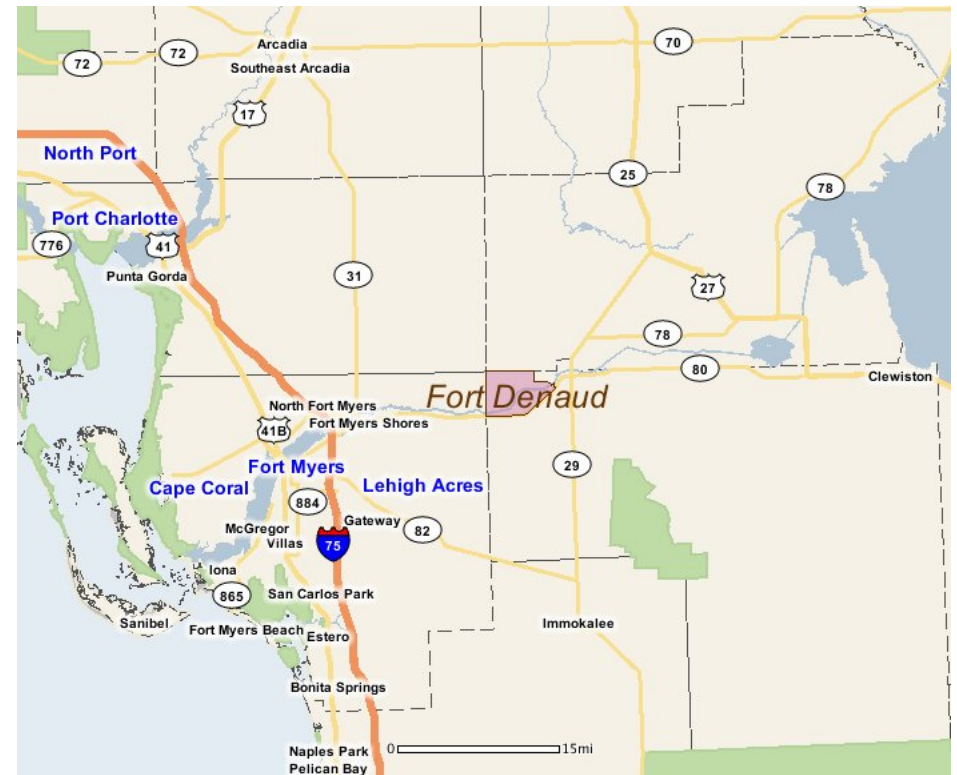 Arcadia
72
72
70
Southeast Arcadia
17
North Port
25
78
Port Charlotte
776
41
Punta Gorda
31
27
78
80
Clewiston
Fort Denaud
North Fort Myers
41B
Fort Myers Shores
Fort Myers
29
Cape Coral
Lehigh Acres
884
McGregor
Gateway
82
Villas
75
Iona
865
San Carlos Park
Sanibel
Fort Myers Beach
Estero
Immokalee
Bonita Springs
Naples Park
0
15mi
Pelican Bay